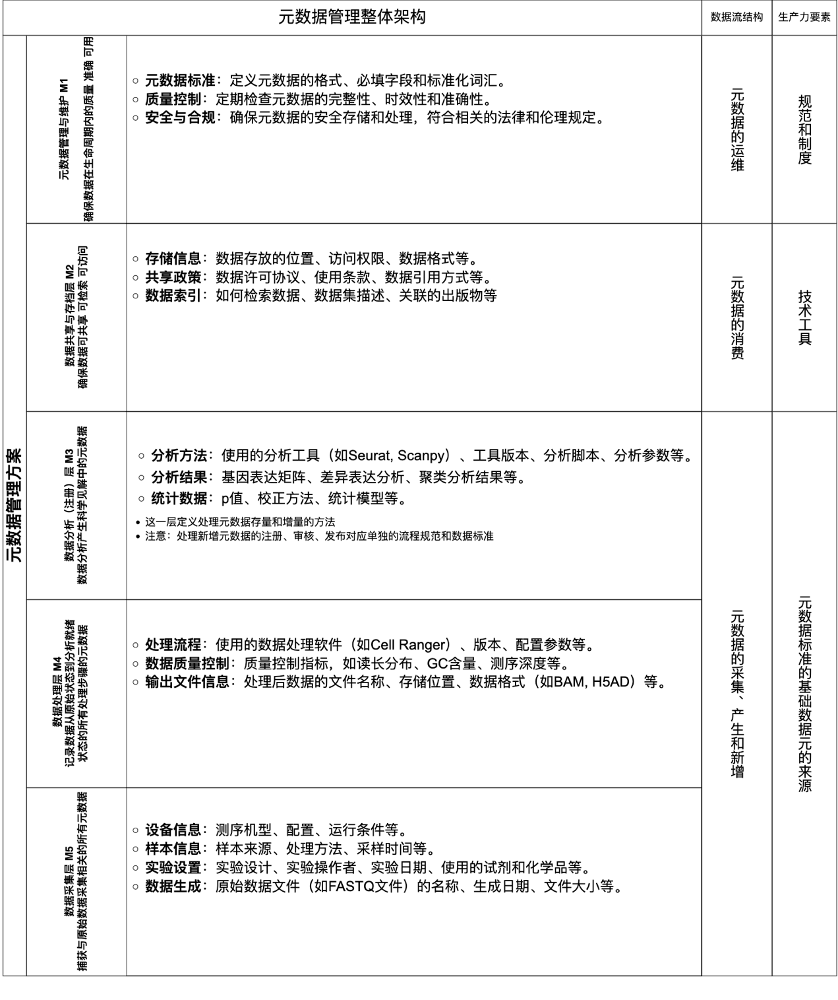 元数据管理整体架构
数据流结构
生产力要素
元数据管理方案
元数据管理与维护 M1
确保数据在生命周期内的质量 准确 可用
元数据标准：定义元数据的格式、必填字段和标准化词汇。
质量控制：定期检查元数据的完整性、时效性和准确性。
安全与合规：确保元数据的安全存储和处理，符合相关的法律和伦理规定。
元数据的运维
规范和制度
数据共享与存档层 M2
确保数据可共享 可检索 可访问
存储信息：数据存放的位置、访问权限、数据格式等。
共享政策：数据许可协议、使用条款、数据引用方式等。
数据索引：如何检索数据、数据集描述、关联的出版物等
元数据的消费
技术工具
数据分析（注册）层 M3
数据分析产生科学见解中的元数据
分析方法：使用的分析工具（如Seurat, Scanpy）、工具版本、分析脚本、分析参数等。
分析结果：基因表达矩阵、差异表达分析、聚类分析结果等。
统计数据：p值、校正方法、统计模型等。
这一层定义处理元数据存量和增量的方法
注意：处理新增元数据的注册、审核、发布对应单独的流程规范和数据标准
元数据的采集、产生和新增
元数据标准的基础数据元的来源
数据处理层 M4
记录数据从原始状态到分析就绪
状态的所有处理步骤的元数据
处理流程：使用的数据处理软件（如Cell Ranger）、版本、配置参数等。
数据质量控制：质量控制指标，如读长分布、GC含量、测序深度等。
输出文件信息：处理后数据的文件名称、存储位置、数据格式（如BAM, H5AD）等。
数据采集层 M5
捕获与原始数据采集相关的所有元数据
设备信息：测序机型、配置、运行条件等。
样本信息：样本来源、处理方法、采样时间等。
实验设置：实验设计、实验操作者、实验日期、使用的试剂和化学品等。
数据生成：原始数据文件（如FASTQ文件）的名称、生成日期、文件大小等。